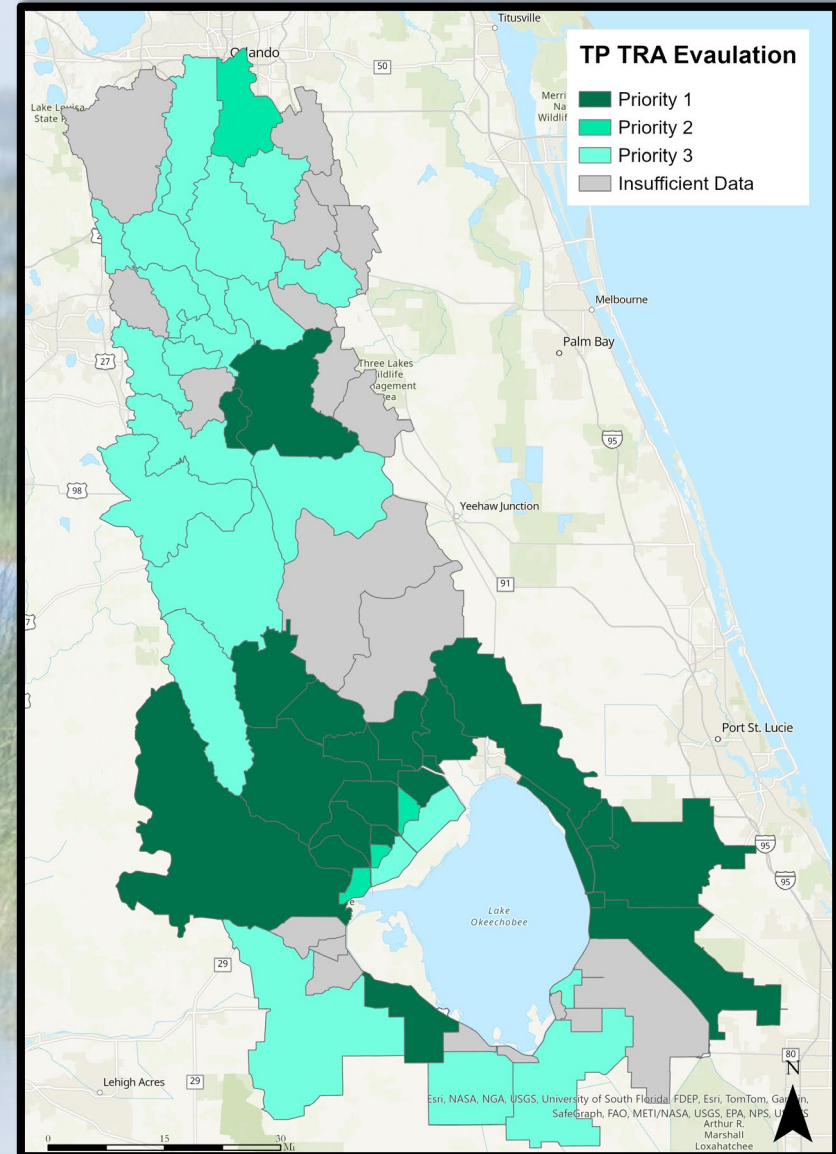 TP TRA Evaulation
Priority 1
Priority 2
Priority 3
Insufficient Data
Titusville
Orlando
50
Merri
Na
Wildlif
Lake Louisa
State P
2
Melbourne
Palm Bay
27
Three Lakes
Wildlife
agement
ea
95
98
Yeehaw Junction
91
7
Port St. Lucie
95
95
Lake
Okeechobee
e
29
29
Lehigh Acres
80
N
Esri, NASA, NGA, USGS, University of South Florida, FDEP, Esri, TomTom, Garmin,
SafeGraph, FAO, METI/NASA, USGS, EPA, NPS,
Arthur R.
Marshall
Loxahatchee
0 15 30
Mi